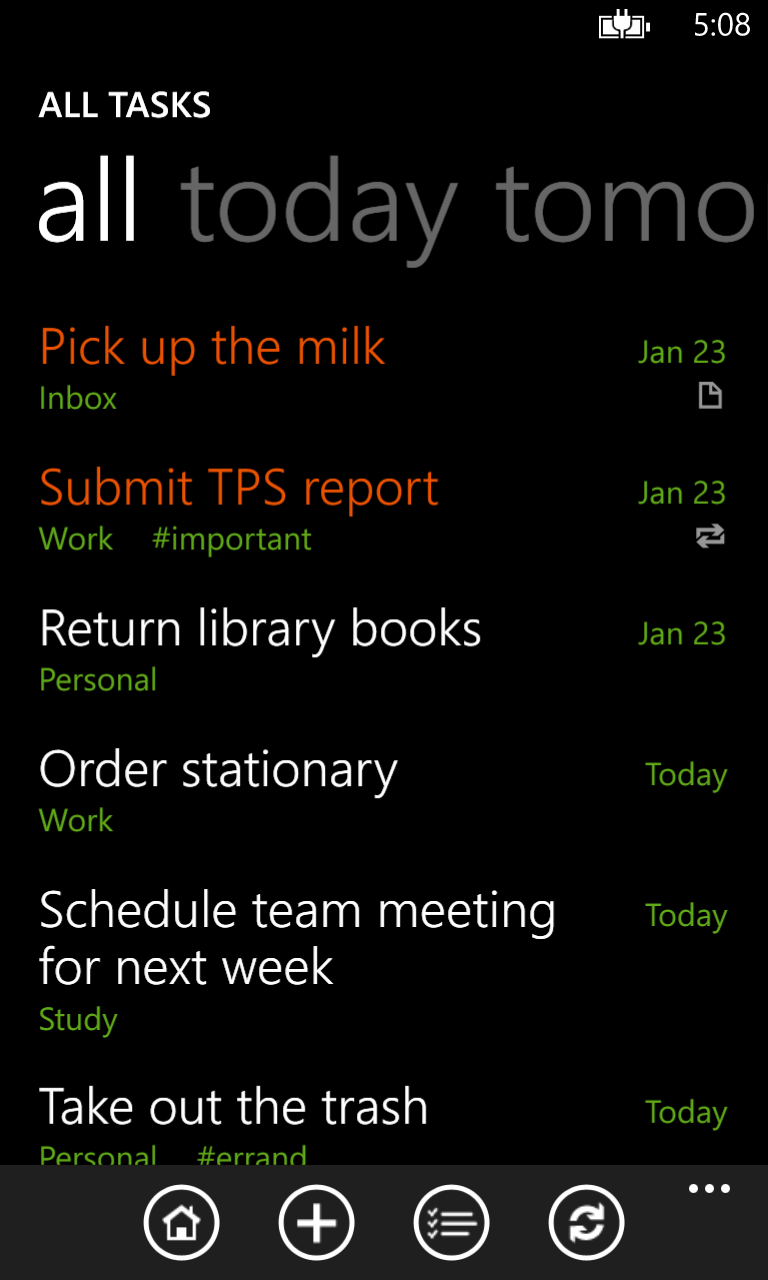 5:08
ALL TASKS
all today tomo
Pick up the milk Jan 23
Inbox
Submit TPS report Jan 23
Work #important
Return library books Jan 23
Personal
Order stationary Today
Work
Schedule team meeting Today
for next week
Study
Take out the trash Today
Personal #errand